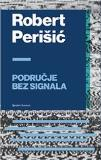 Robert
Perišić
PODRUČJE
BEZ SIGNALA